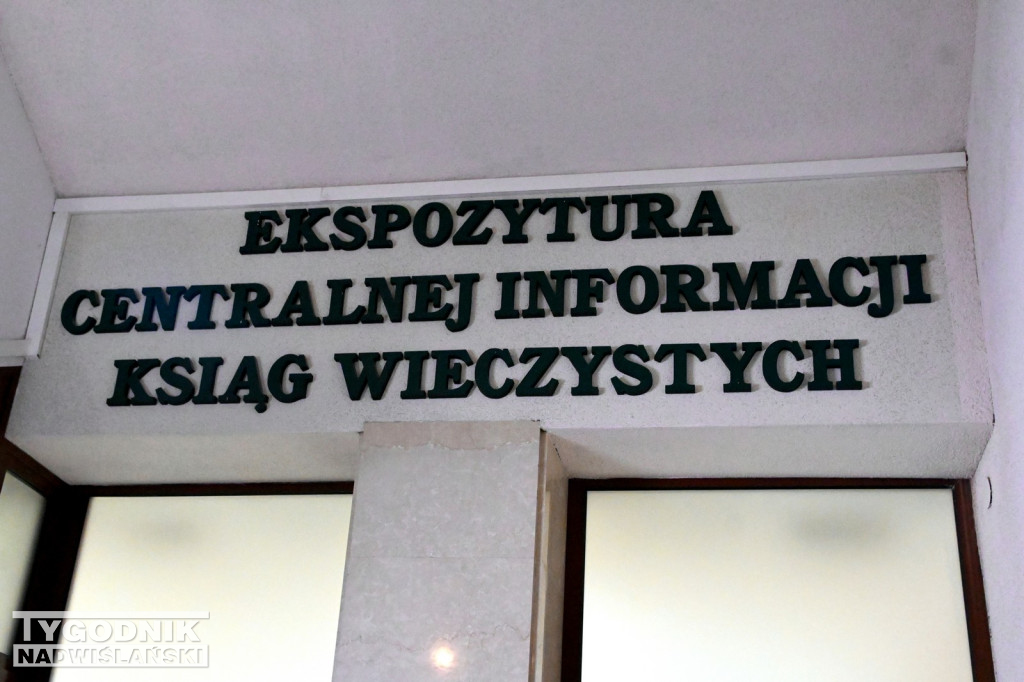 EKSPOZYTURA
CENTRALNEJ INFORMACJI
KSIĄG WIECZYSTYCH
TYGODNIK
NADWIŚLAŃSKI